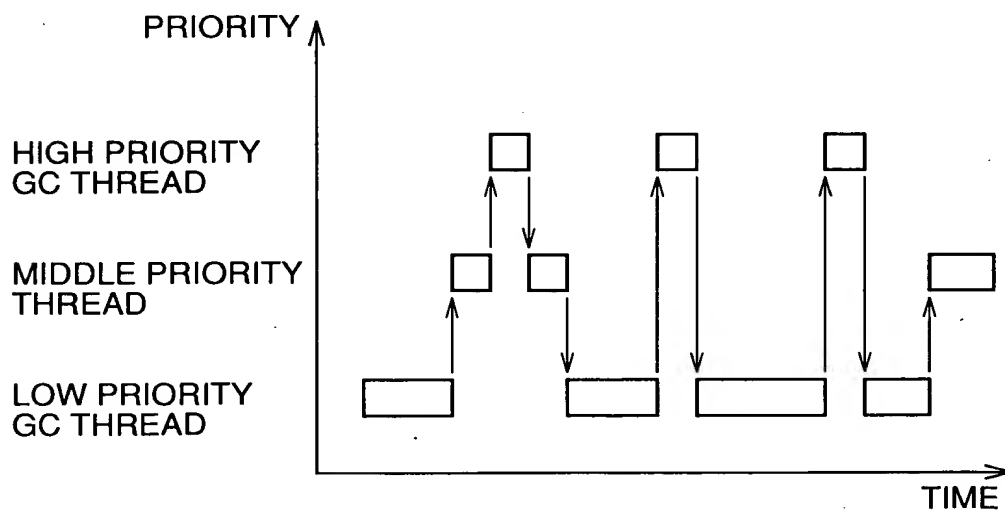 PRIORITY
HIGH PRIORITY
GC THREAD
MIDDLE PRIORITY
THREAD
LOW PRIORITY
GC THREAD
TIME